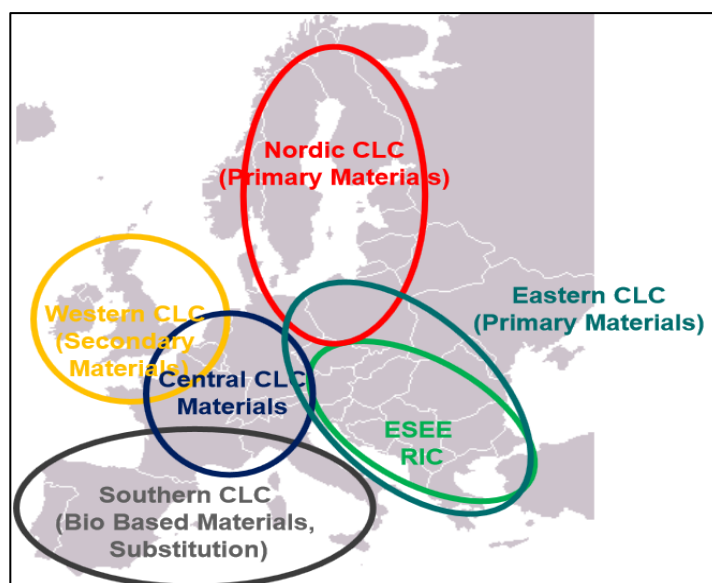 Nordic CLC
(Primary Materials)
Eastern CLC
(Primary Materials)
Western CLC
(Secondary
Materials)
Central CLC
Materials
ESEE
RIC
Southern CLC
(Bio Based Materials,
Substitution)